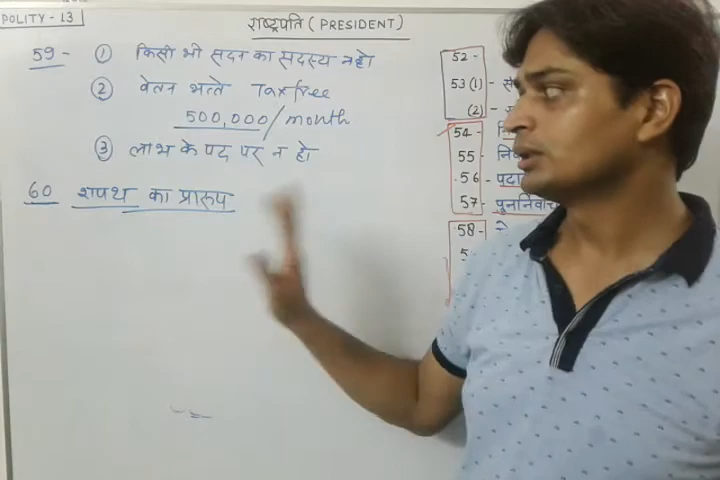 POLITY - 13
राष्ट्रपति ( PRESIDENT )
59 - ① किसी भी सदन का सदस्य न हो
② वेतन भत्ते Tax free
500,000/month
③ लाभ के पद पर न हो
60 शपथ का प्रारूप
52 -
53 (1) -
(2) -
54 -
55 -
56 -
57 - पुनर्निर्वाचन
58 -